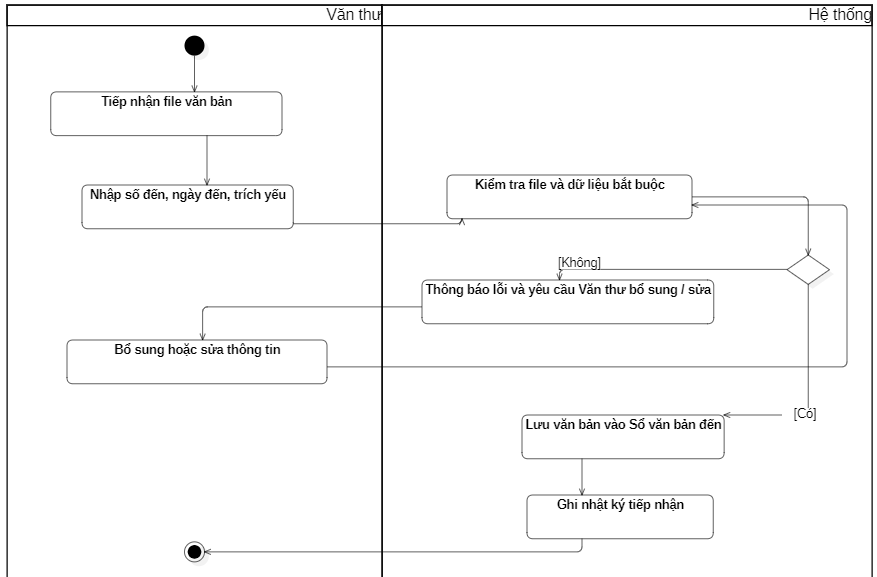 Văn thư
Hệ thống
Tiếp nhận file văn bản
Nhập số đến, ngày đến, trích yếu
Kiểm tra file và dữ liệu bắt buộc
[Không]
Thông báo lỗi và yêu cầu Văn thư bổ sung / sửa
Bổ sung hoặc sửa thông tin
[Có]
Lưu văn bản vào Sổ văn bản đến
Ghi nhật ký tiếp nhận